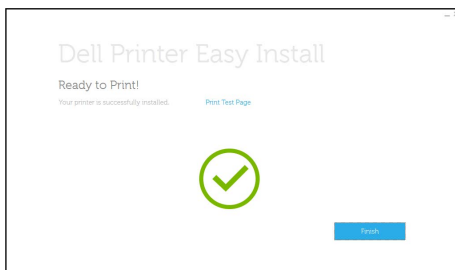 Dell Printer Easy Install
Ready to Print!
Your printer is successfully installed. Print Test Page
Finish